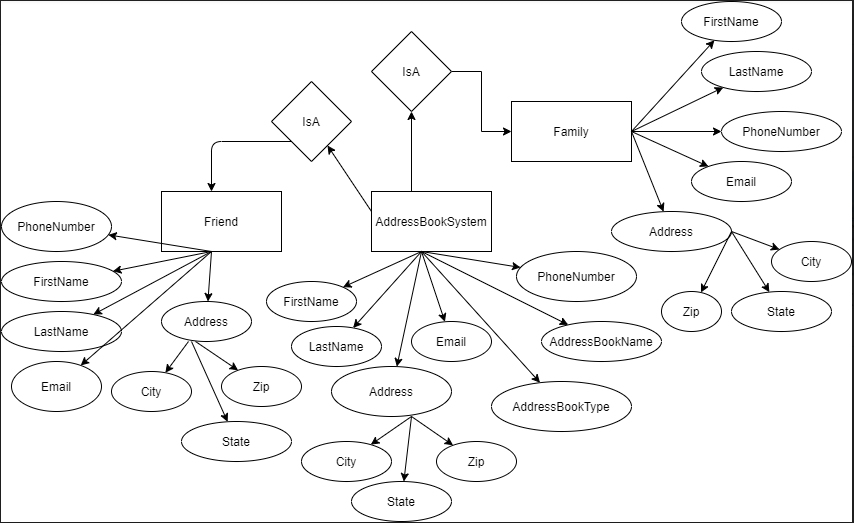 FirstName
IsA
LastName
IsA
Family
PhoneNumber
Email
PhoneNumber
Friend
AddressBookSystem
Address
City
FirstName
PhoneNumber
FirstName
Zip
State
LastName
Address
LastName
Email
AddressBookName
Email
City
Zip
Address
AddressBookType
State
City
Zip
State